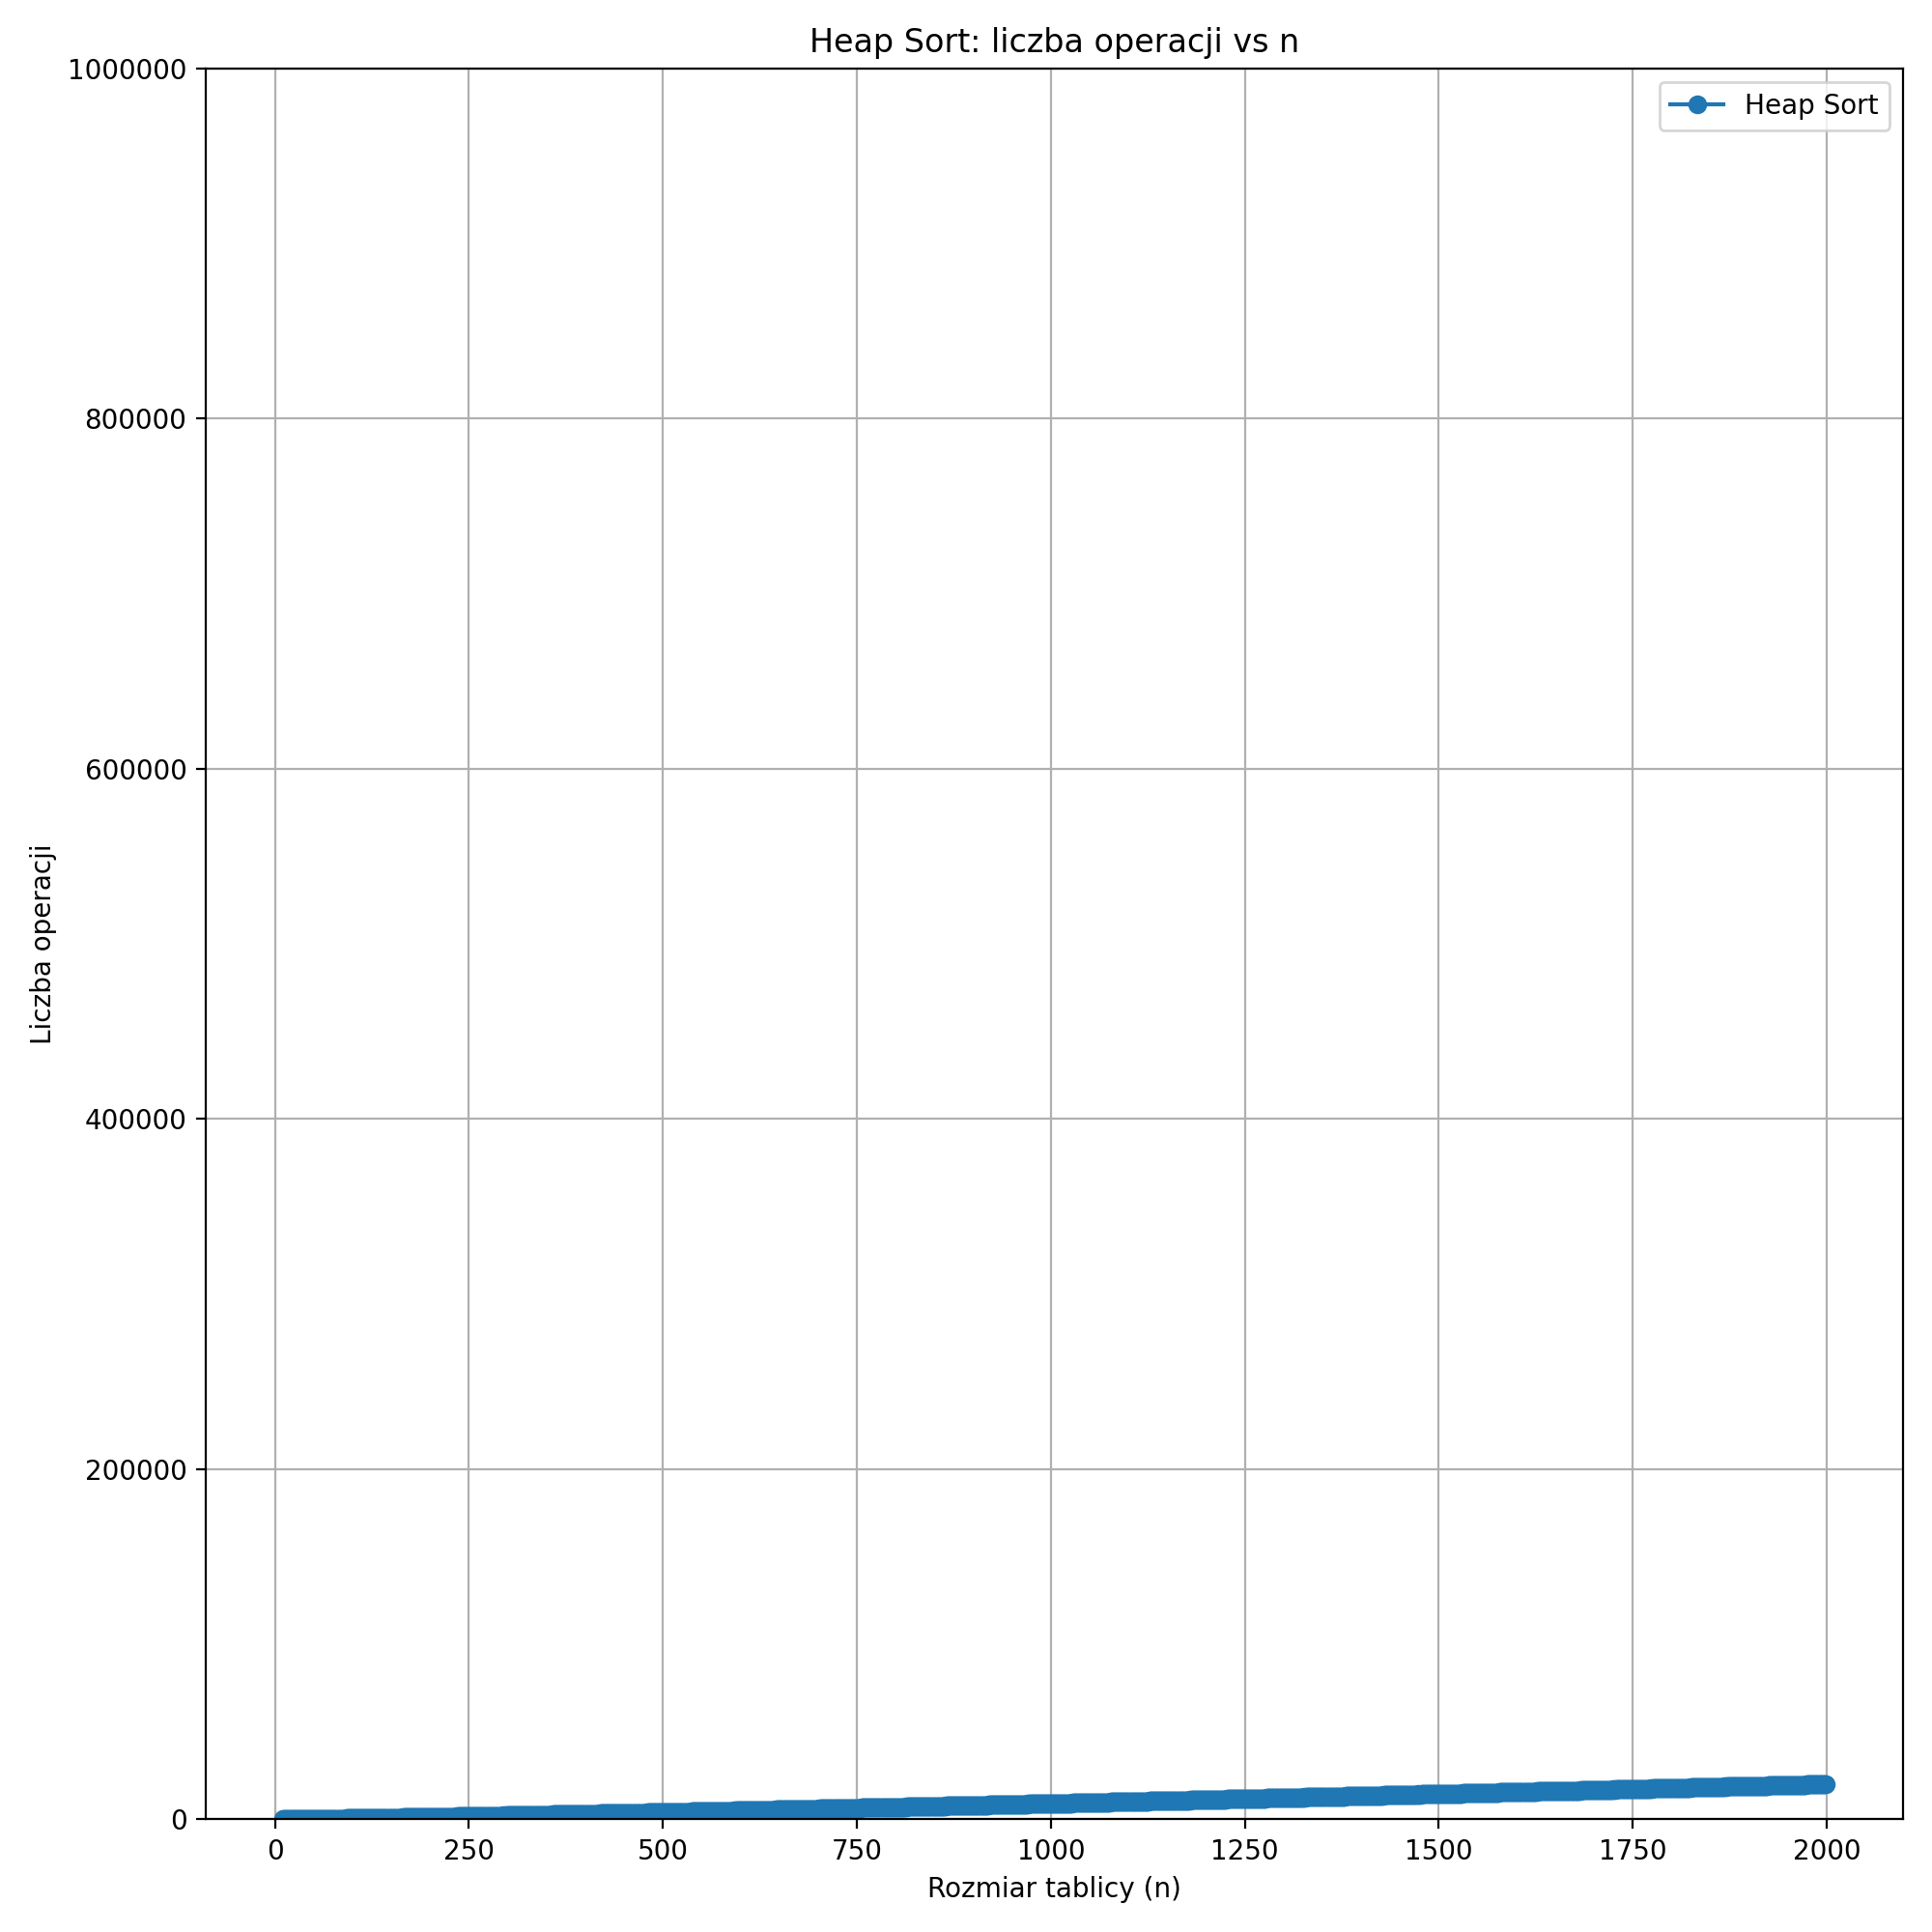 Heap Sort: liczba operacji vs n
Heap Sort
1000000
800000
600000
400000
200000
0
Liczba operacji
0 250 500 750 1000 1250 1500 1750 2000
Rozmiar tablicy (n)